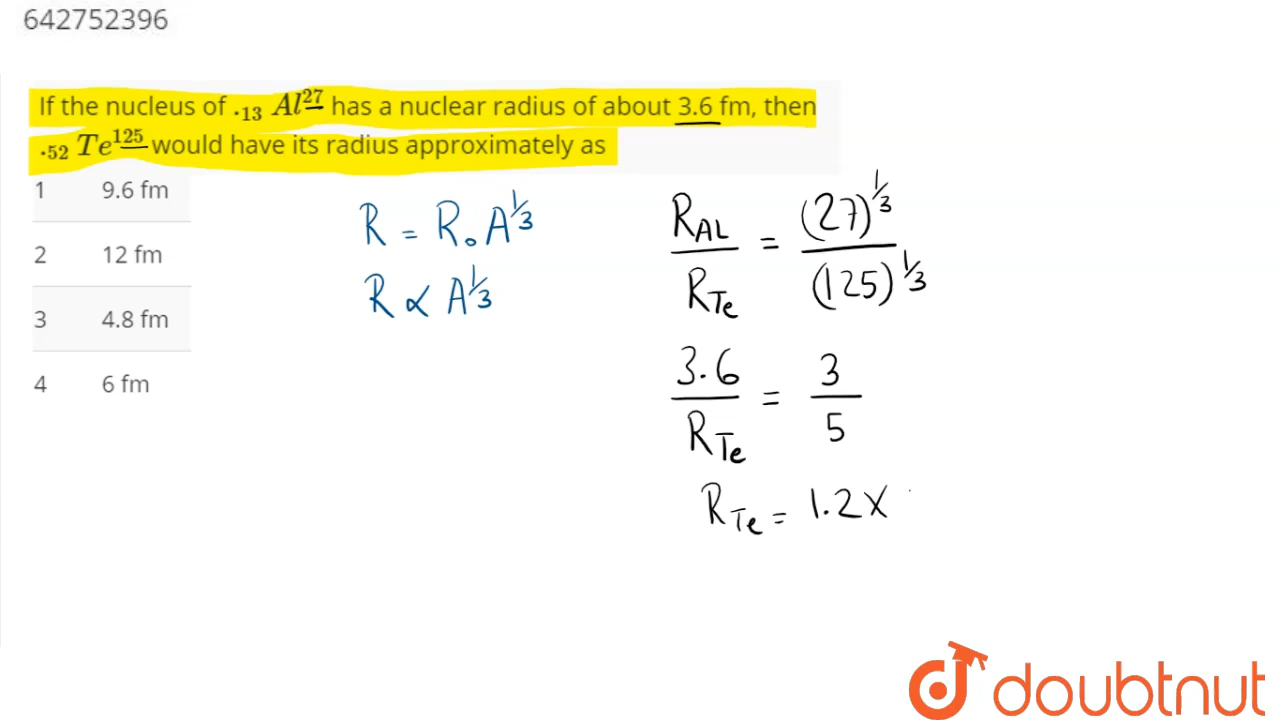 642752396
If the nucleus of .₁₃ Al²⁷ has a nuclear radius of about 3.6 fm, then
.₅₂ Te¹²⁵ would have its radius approximately as
1 9.6 fm
2 12 fm
3 4.8 fm
4 6 fm
R = R₀ A^1/3
R ∝ A^1/3
R_AL / R_Te = (27)^1/3 / (125)^1/3
3.6 / R_Te = 3 / 5
R_Te = 1.2 X
doubtnut